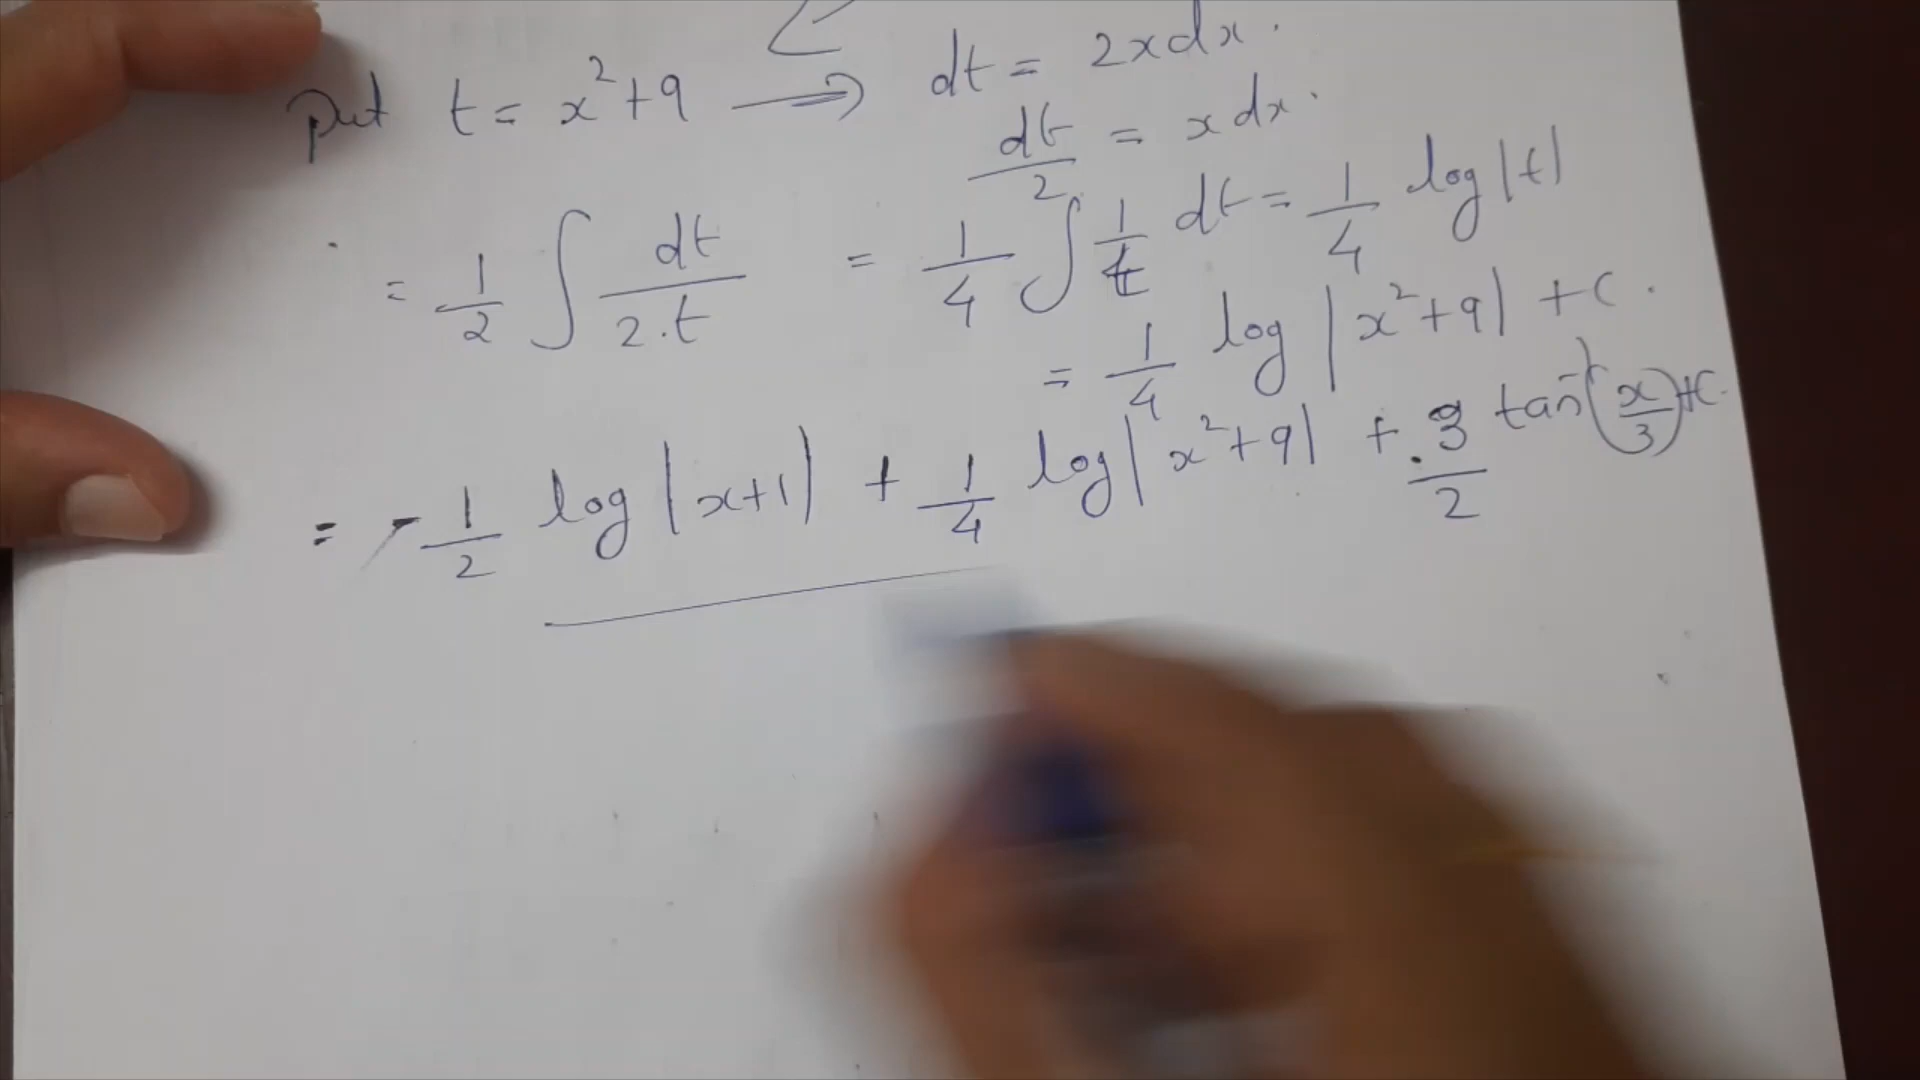 put t = x²+9 ⟹ dt = 2x dx.
dt/2 = x dx.
= 1/2 ∫ dt/2.t = 1/4 ∫ 1/t dt = 1/4 log|t|
= 1/4 log|x²+9| + C.
= -1/2 log|x+1| + 1/4 log|x²+9| + 3/2 tan⁻¹(x/3)+C.